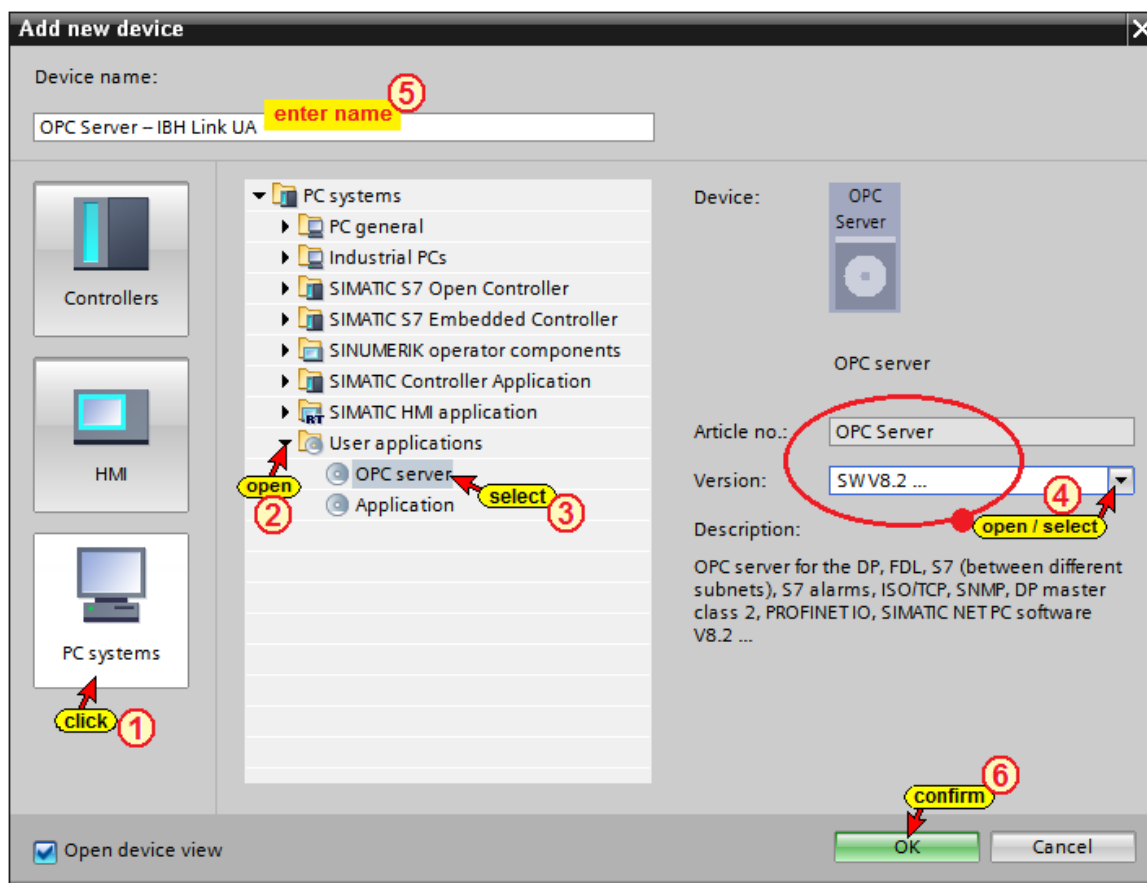 Add new device
Device name:
5
enter name
OPC Server – IBH Link UA
Controllers
HMI
PC systems
click 1
PC systems
PC general
Industrial PCs
SIMATIC S7 Open Controller
SIMATIC S7 Embedded Controller
SINUMERIK operator components
SIMATIC Controller Application
RT SIMATIC HMI application
User applications
open
2
OPC server
select
3
Application
Device:
OPC
Server
OPC server
Article no.:
OPC Server
Version:
SW V8.2 ...
4
open / select
Description:
OPC server for the DP, FDL, S7 (between different
subnets), S7 alarms, ISO/TCP, SNMP, DP master
class 2, PROFINET IO, SIMATIC NET PC software
V8.2 ...
6
confirm
Open device view
OK
Cancel